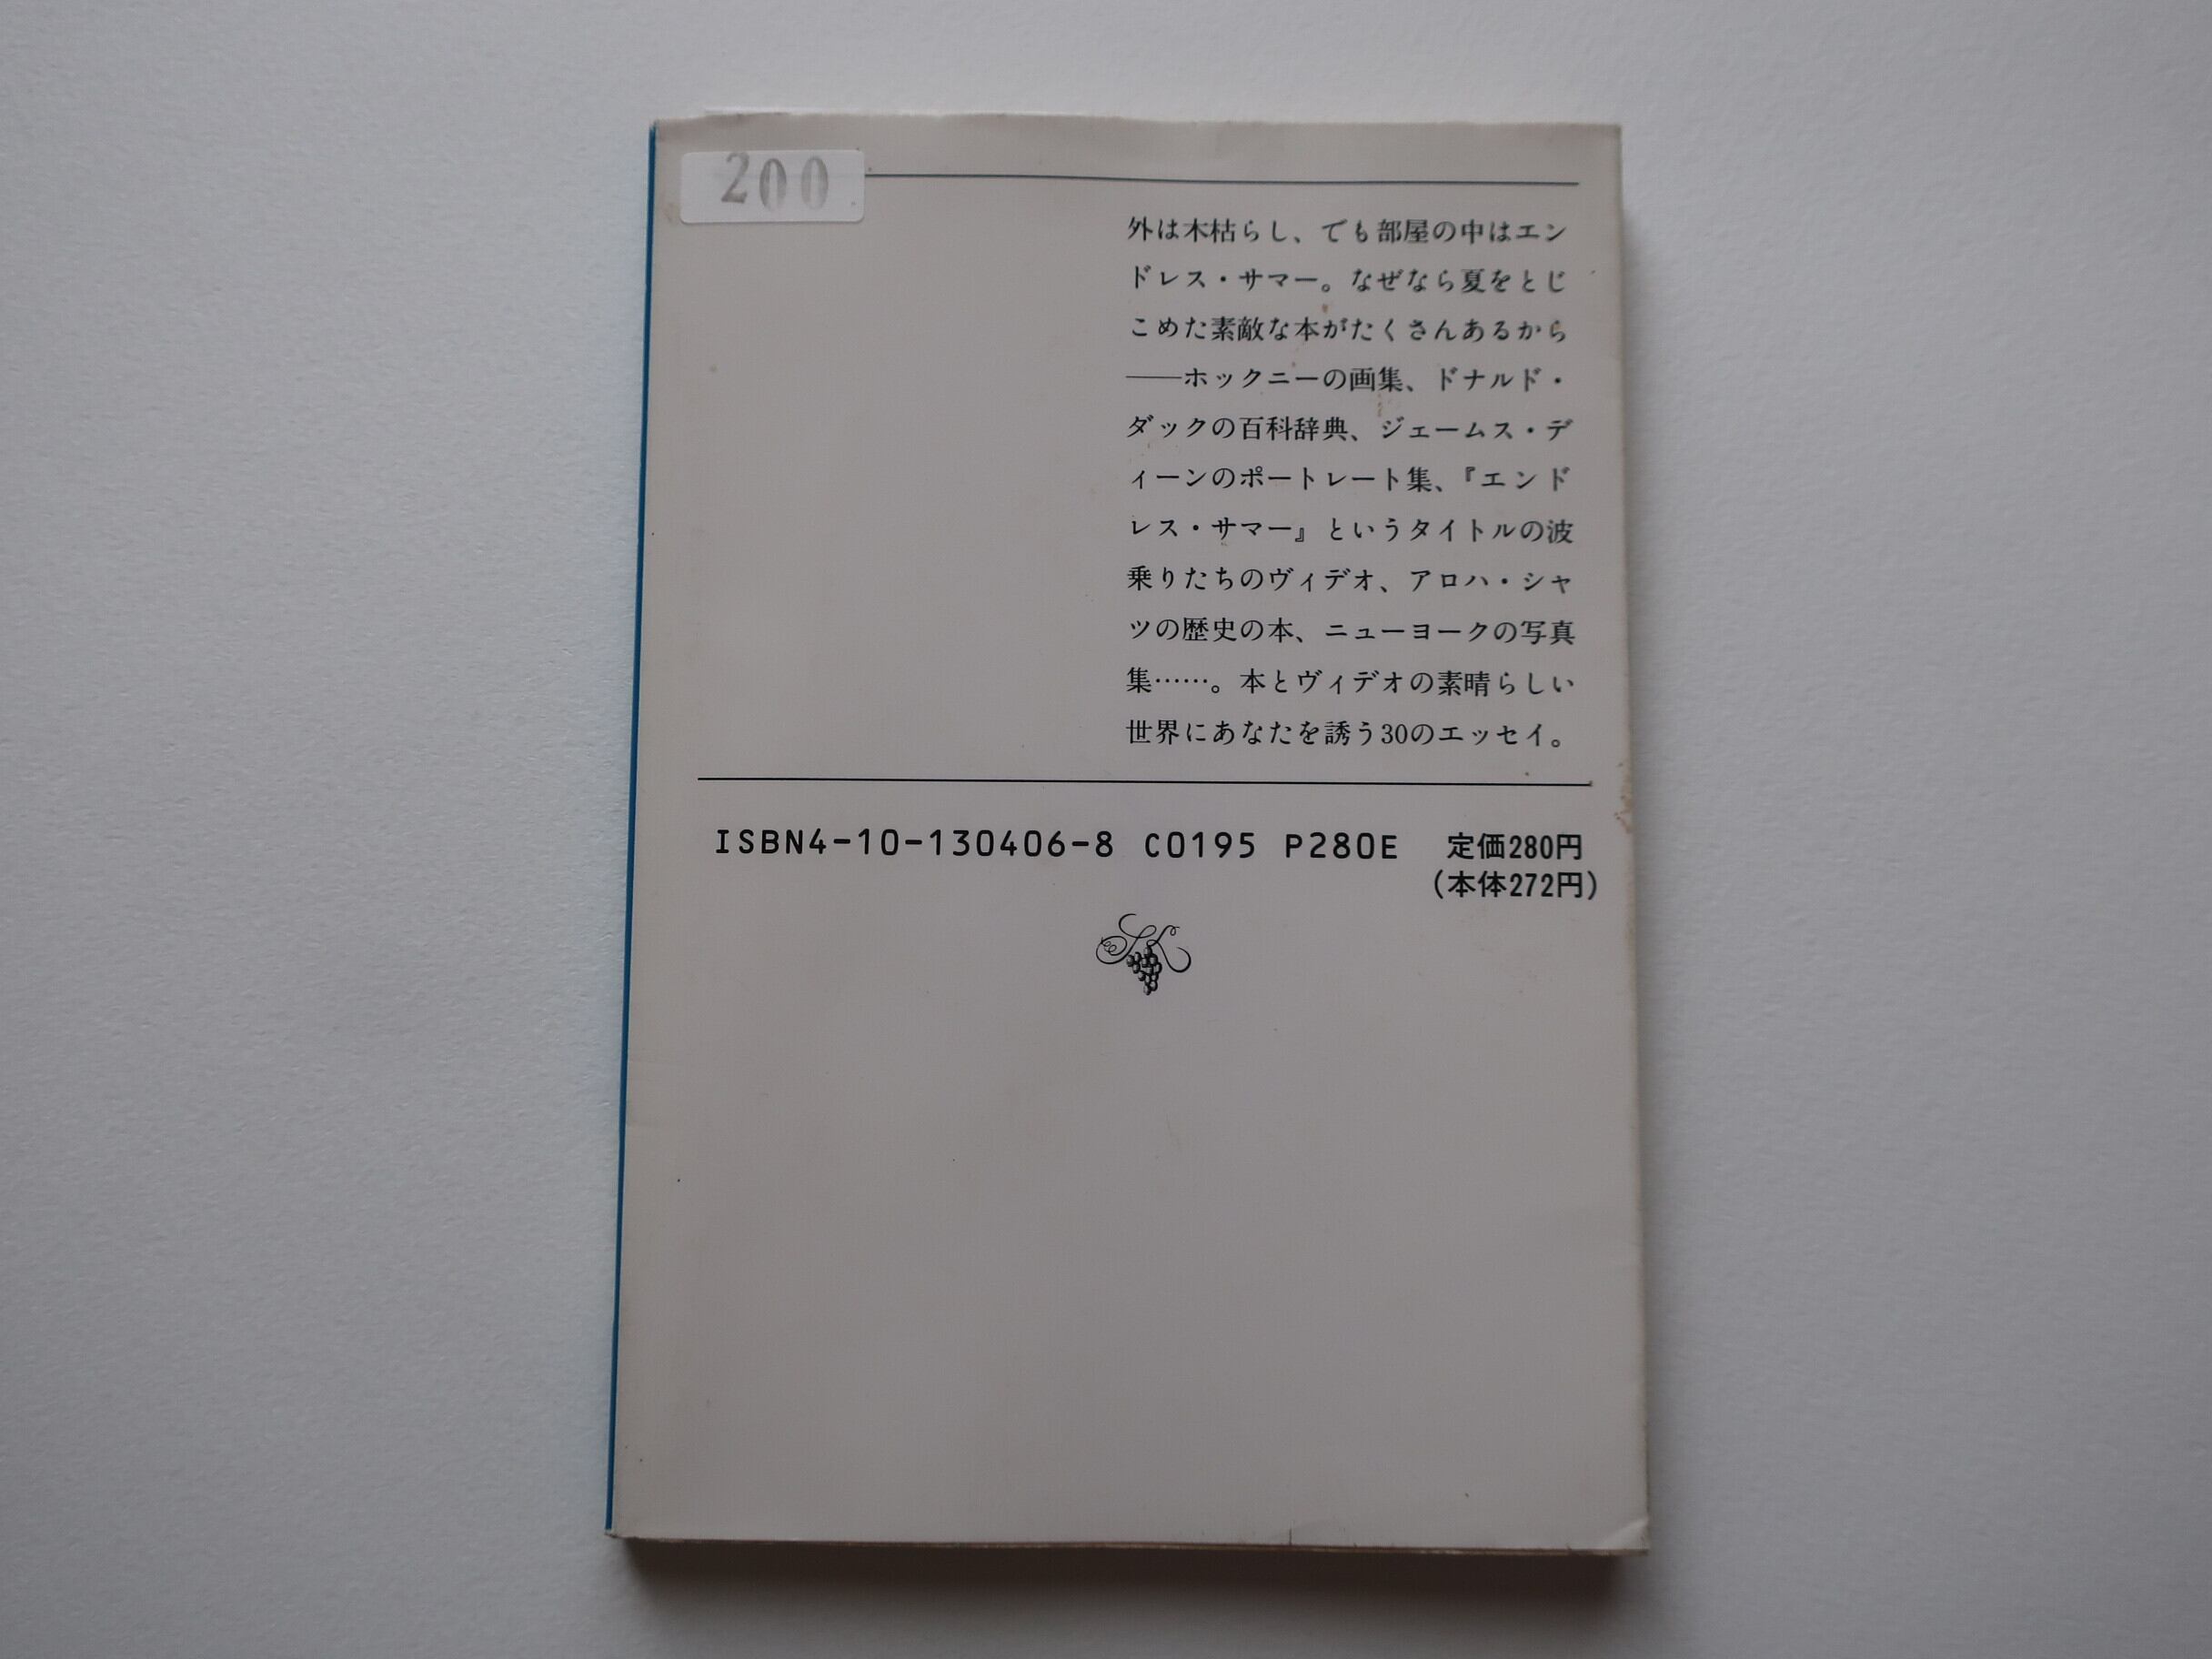 200
外は木枯らし、でも部屋の中はエン
ドレス・サマー。なぜなら夏をとじ
こめた素敵な本がたくさんあるから
──ホックニーの画集、ドナルド・
ダックの百科辞典、ジェームス・デ
ィーンのポートレート集、『エンド
レス・サマー』というタイトルの波
乗りたちのヴィデオ、アロハ・シャ
ツの歴史の本、ニューヨークの写真
集……。本とヴィデオの素晴らしい
世界にあなたを誘う30のエッセイ。
ISBN4-10-130406-8 C0195 P280E 定価280円
(本体272円)